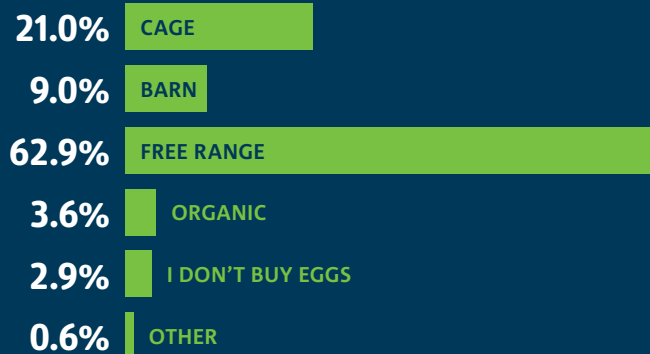 21.0% CAGE
9.0% BARN
62.9% FREE RANGE
3.6% ORGANIC
2.9% I DON'T BUY EGGS
0.6% OTHER